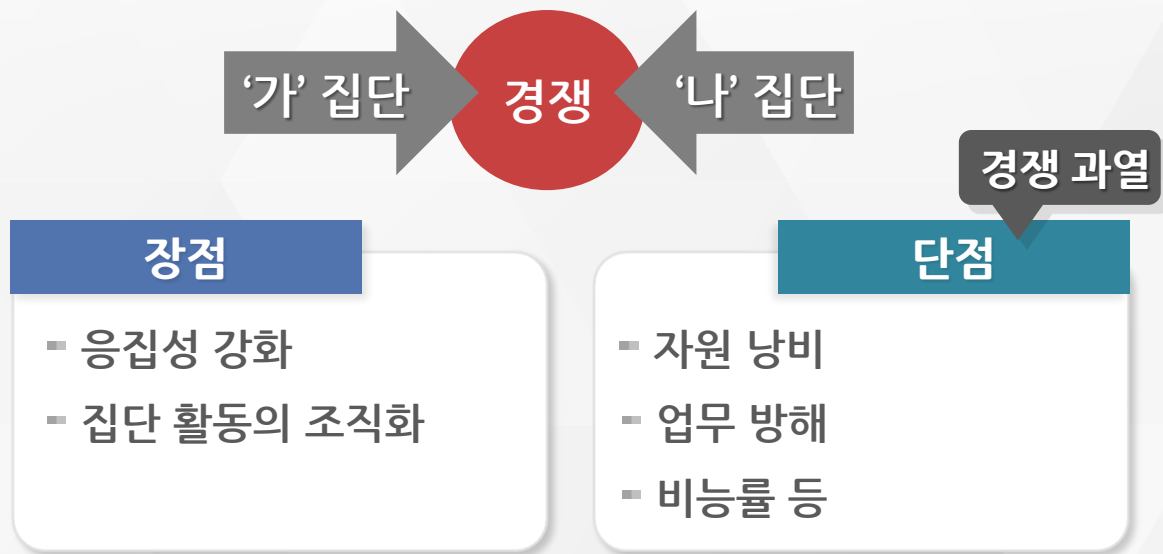 ‘가’ 집단
경쟁
‘나’ 집단
경쟁 과열
장점
응집성 강화
집단 활동의 조직화
단점
자원 낭비
업무 방해
비능률 등